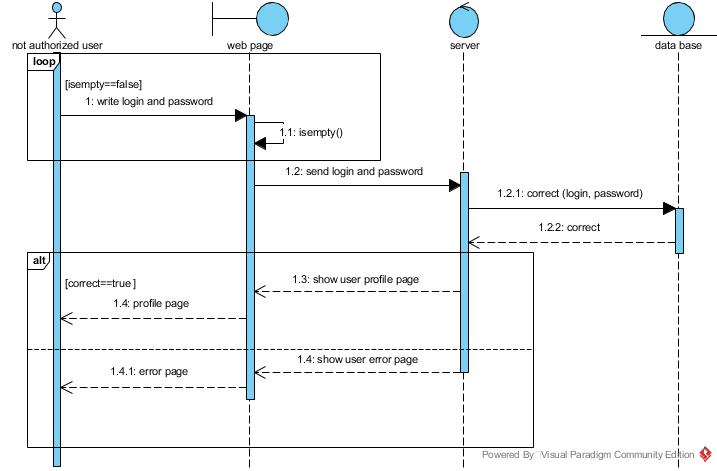 not authorized user
web page
server
data base
loop
[isempty==false]
1: write login and password
1.1: isempty()
1.2: send login and password
1.2.1: correct (login, password)
1.2.2: correct
alt
[correct==true ]
1.3: show user profile page
1.4: profile page
1.4: show user error page
1.4.1: error page
Powered By Visual Paradigm Community Edition